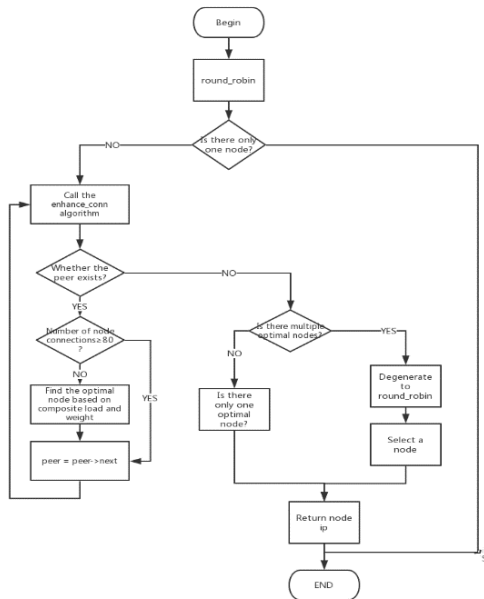 Begin
round_robin
Is there only
one node?
NO
Call the
enhance_conn
algorithm
Whether the
peer exists?
NO
YES
Number of node
connections≥80
?
Is there multiple
optimal nodes?
YES
NO
NO
YES
Find the optimal
node based on
composite load and
weight
Is there
only one
optimal
node?
Degenerate
to
round_robin
Select a
node
peer = peer->next
Return node
ip
END